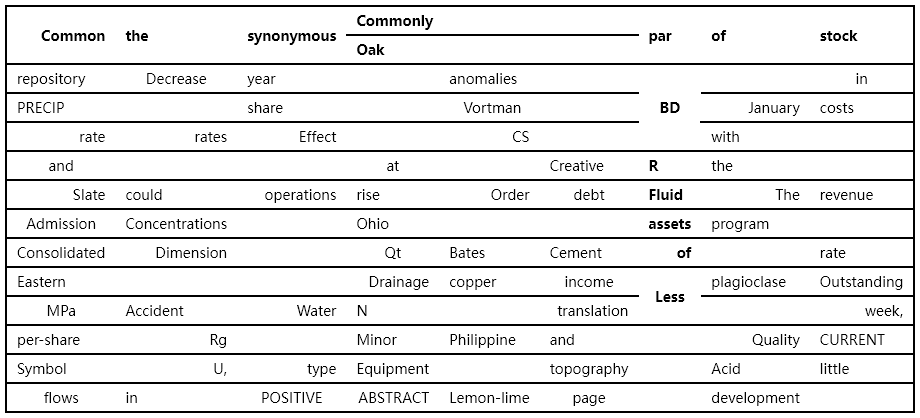 Commonly
Common the synonymous par of stock
Oak
repository Decrease year anomalies in
PRECIP share Vortman BD January costs
rate rates Effect CS with
and at Creative R the
Slate could operations rise Order debt Fluid The revenue
Admission Concentrations Ohio assets program
Consolidated Dimension Qt Bates Cement of rate
Eastern Drainage copper income plagioclase Outstanding
Less
MPa Accident Water N translation week,
per-share Rg Minor Philippine and Quality CURRENT
Symbol U, type Equipment topography Acid little
flows in POSITIVE ABSTRACT Lemon-lime page development